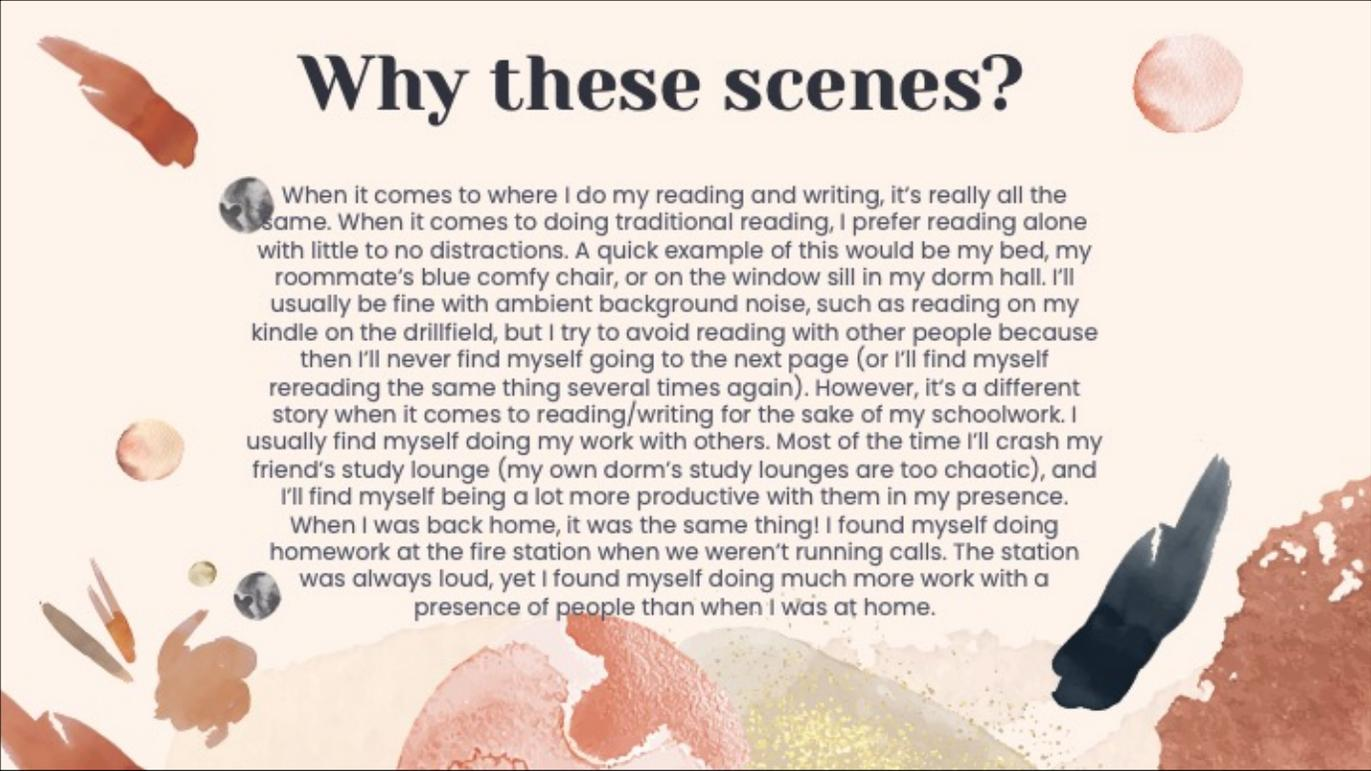 Why these scenes?
When it comes to where I do my reading and writing, it's really all the
same. When it comes to doing traditional reading, I prefer reading alone
with little to no distractions. A quick example of this would be my bed, my
roommate's blue comfy chair, or on the window sill in my dorm hall. I'll
usually be fine with ambient background noise, such as reading on my
kindle on the drillfield, but I try to avoid reading with other people because
then I'll never find myself going to the next page (or I'll find myself
rereading the same thing several times again). However, it's a different
story when it comes to reading/writing for the sake of my schoolwork. I
usually find myself doing my work with others. Most of the time I'll crash my
friend's study lounge (my own dorm's study lounges are too chaotic), and
I'll find myself being a lot more productive with them in my presence.
When I was back home, it was the same thing! I found myself doing
homework at the fire station when we weren't running calls. The station
was always loud, yet I found myself doing much more work with a
presence of people than when I was at home.